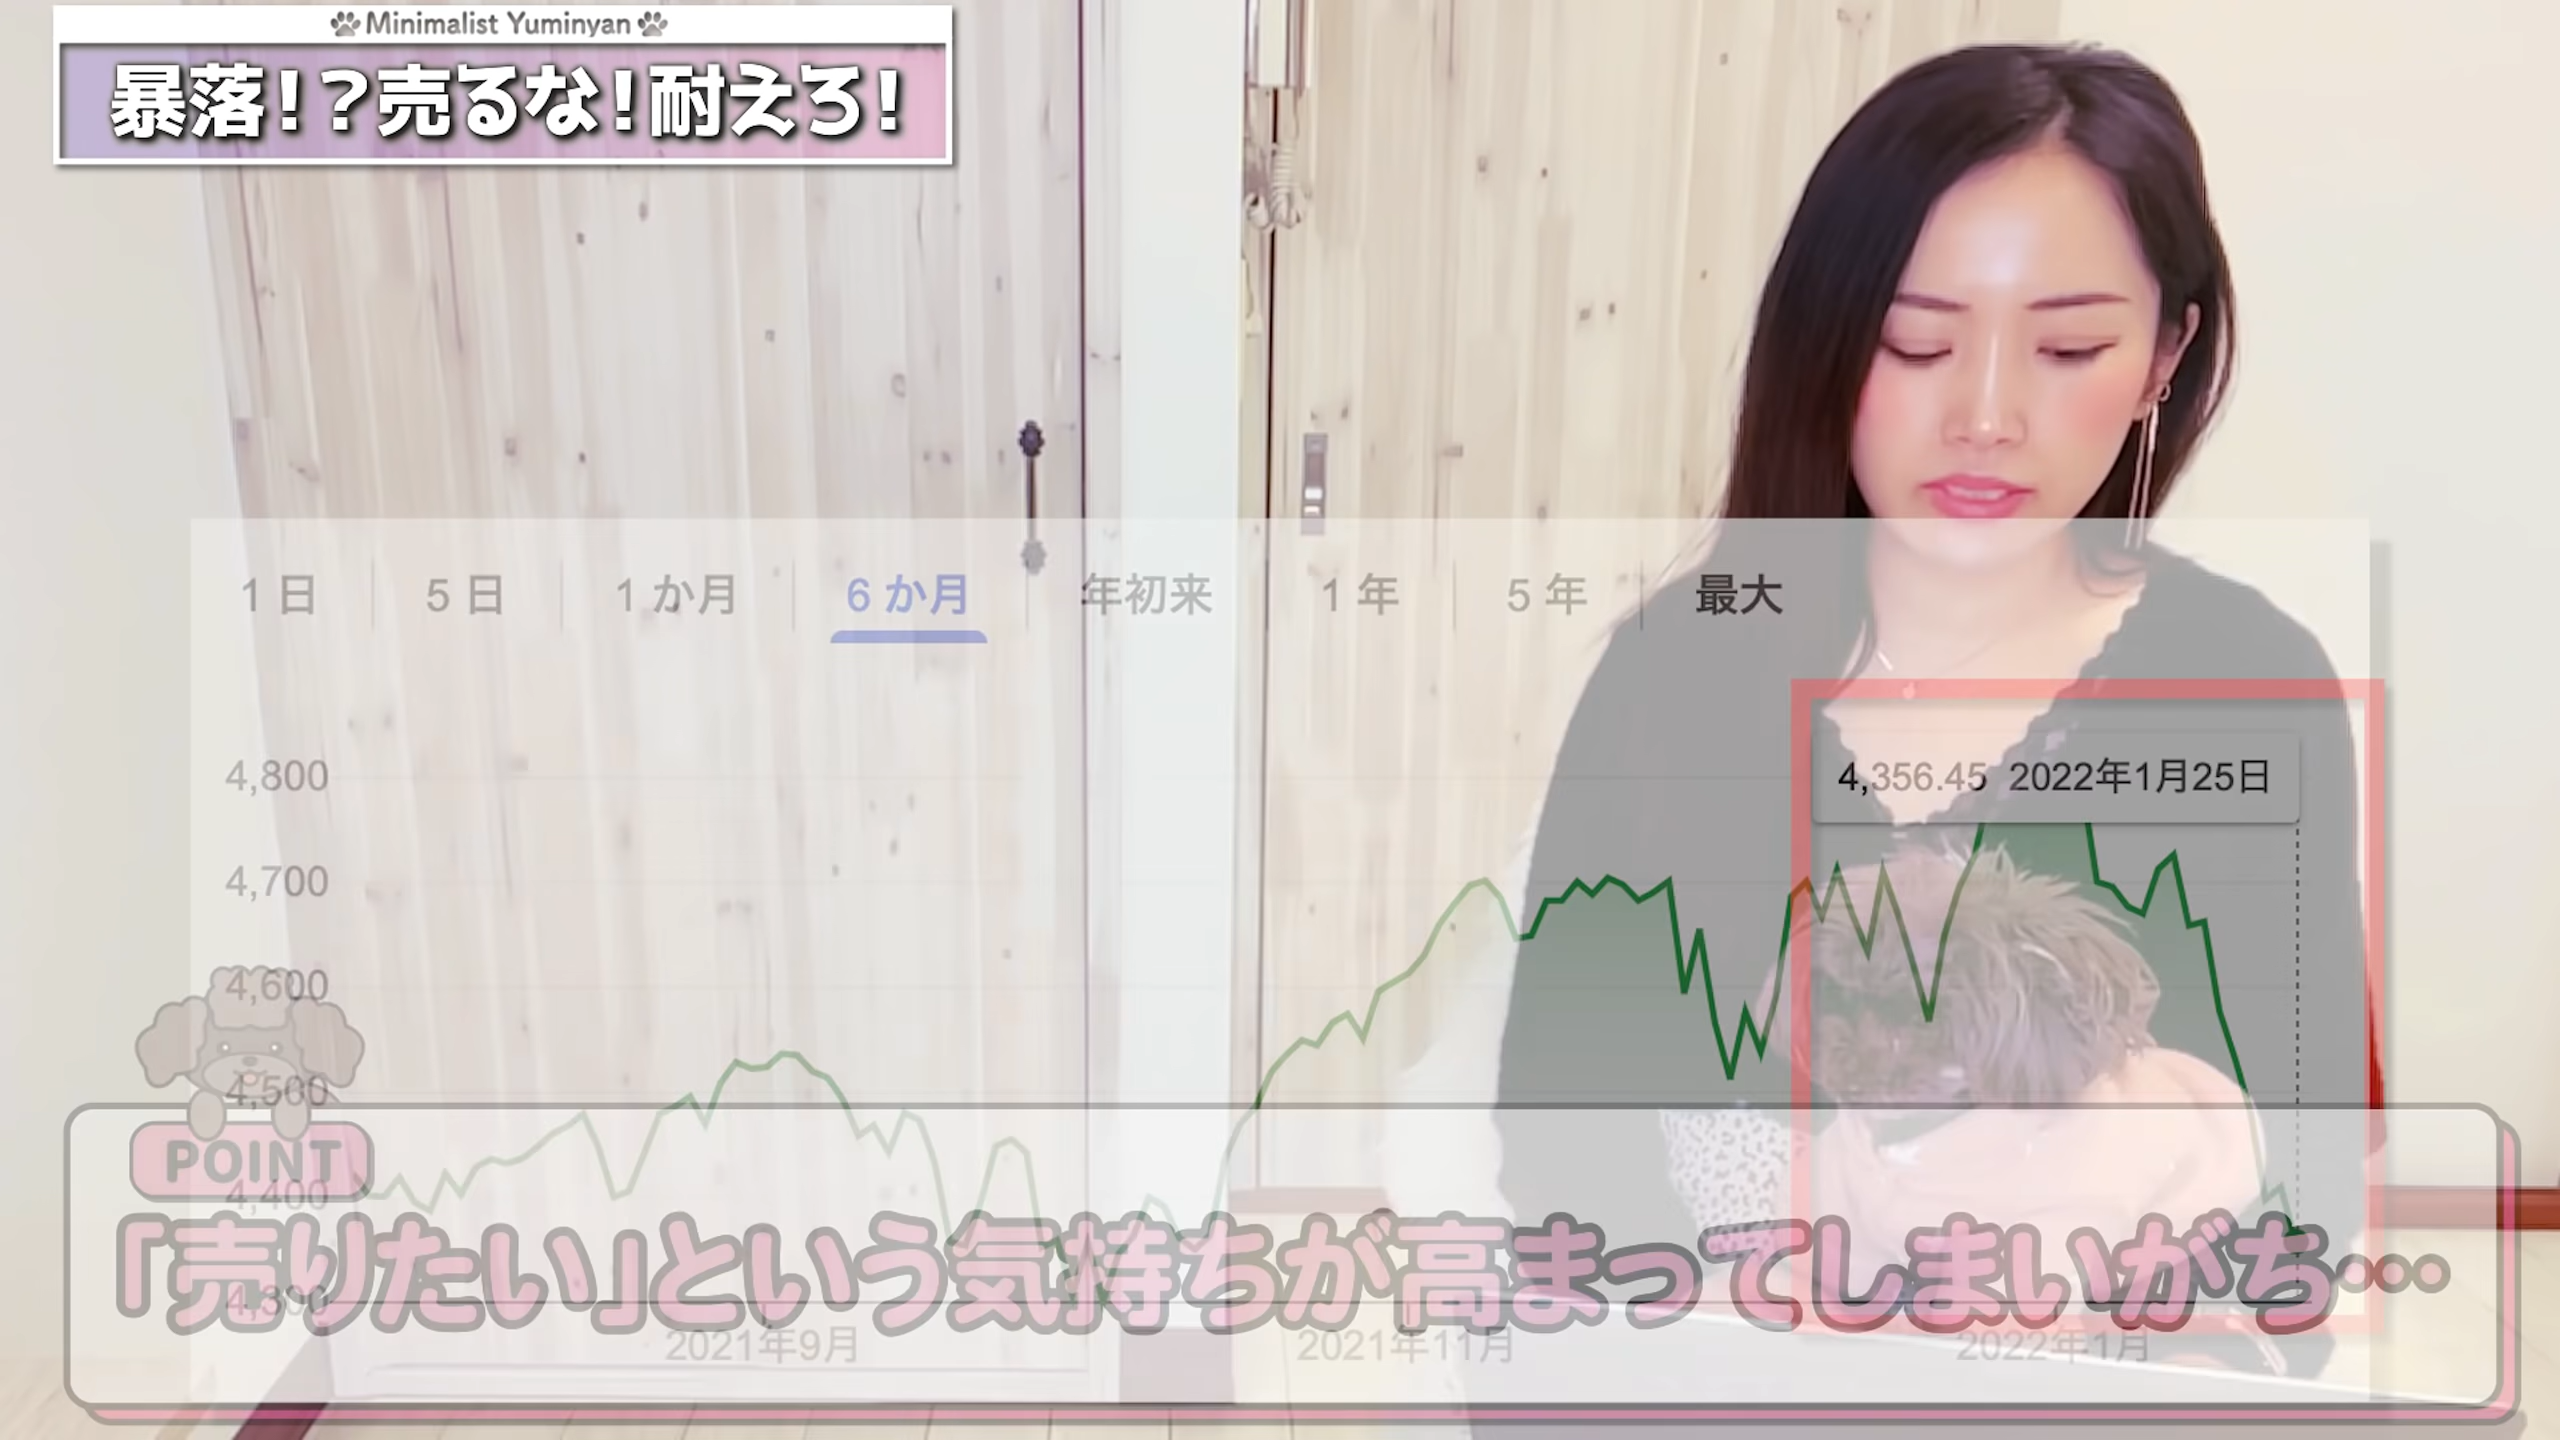 Minimalist Yuminyan
暴落!?売るな!耐えろ!
1日 5日 1か月 6か月 年初来 1年 5年 最大
4,356.45 2022年1月25日
4,800
4,700
4,600
4,500
4,400
4,300
POINT
「売りたい」という気持ちが高まってしまいがち…
2021年9月 2021年11月 2022年1月